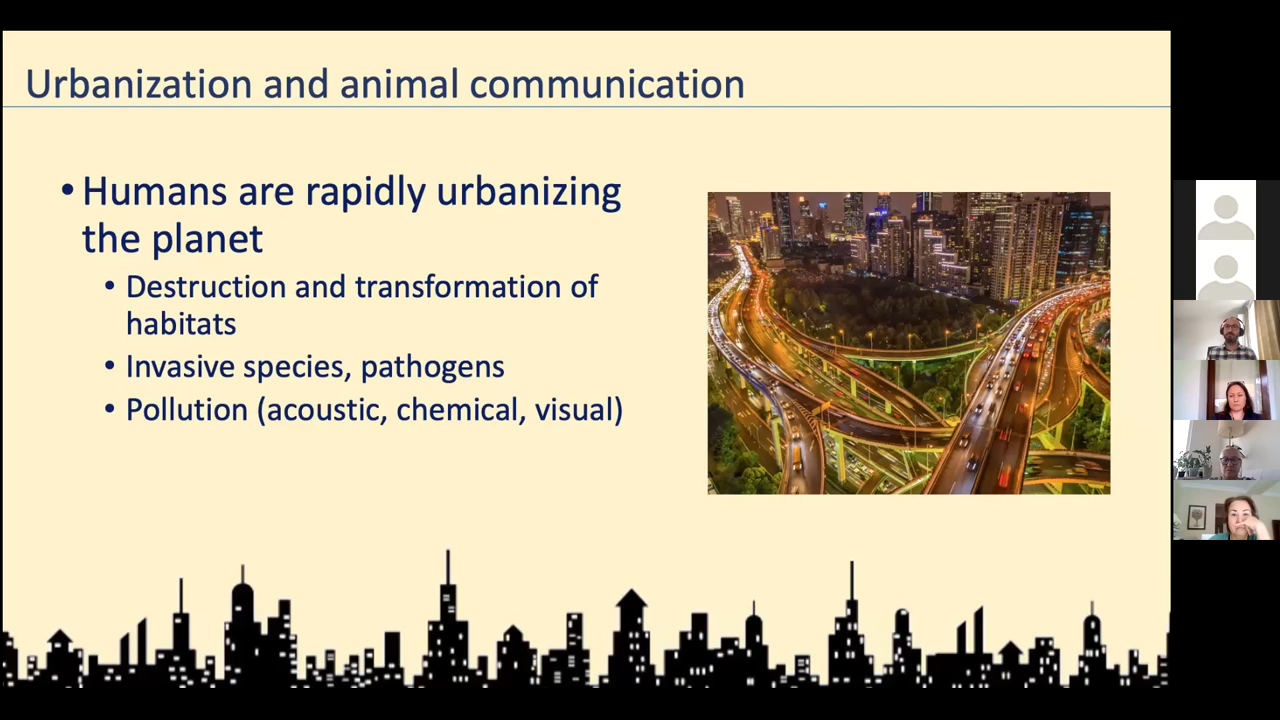 Urbanization and animal communication
• Humans are rapidly urbanizing
the planet
• Destruction and transformation of
habitats
• Invasive species, pathogens
• Pollution (acoustic, chemical, visual)